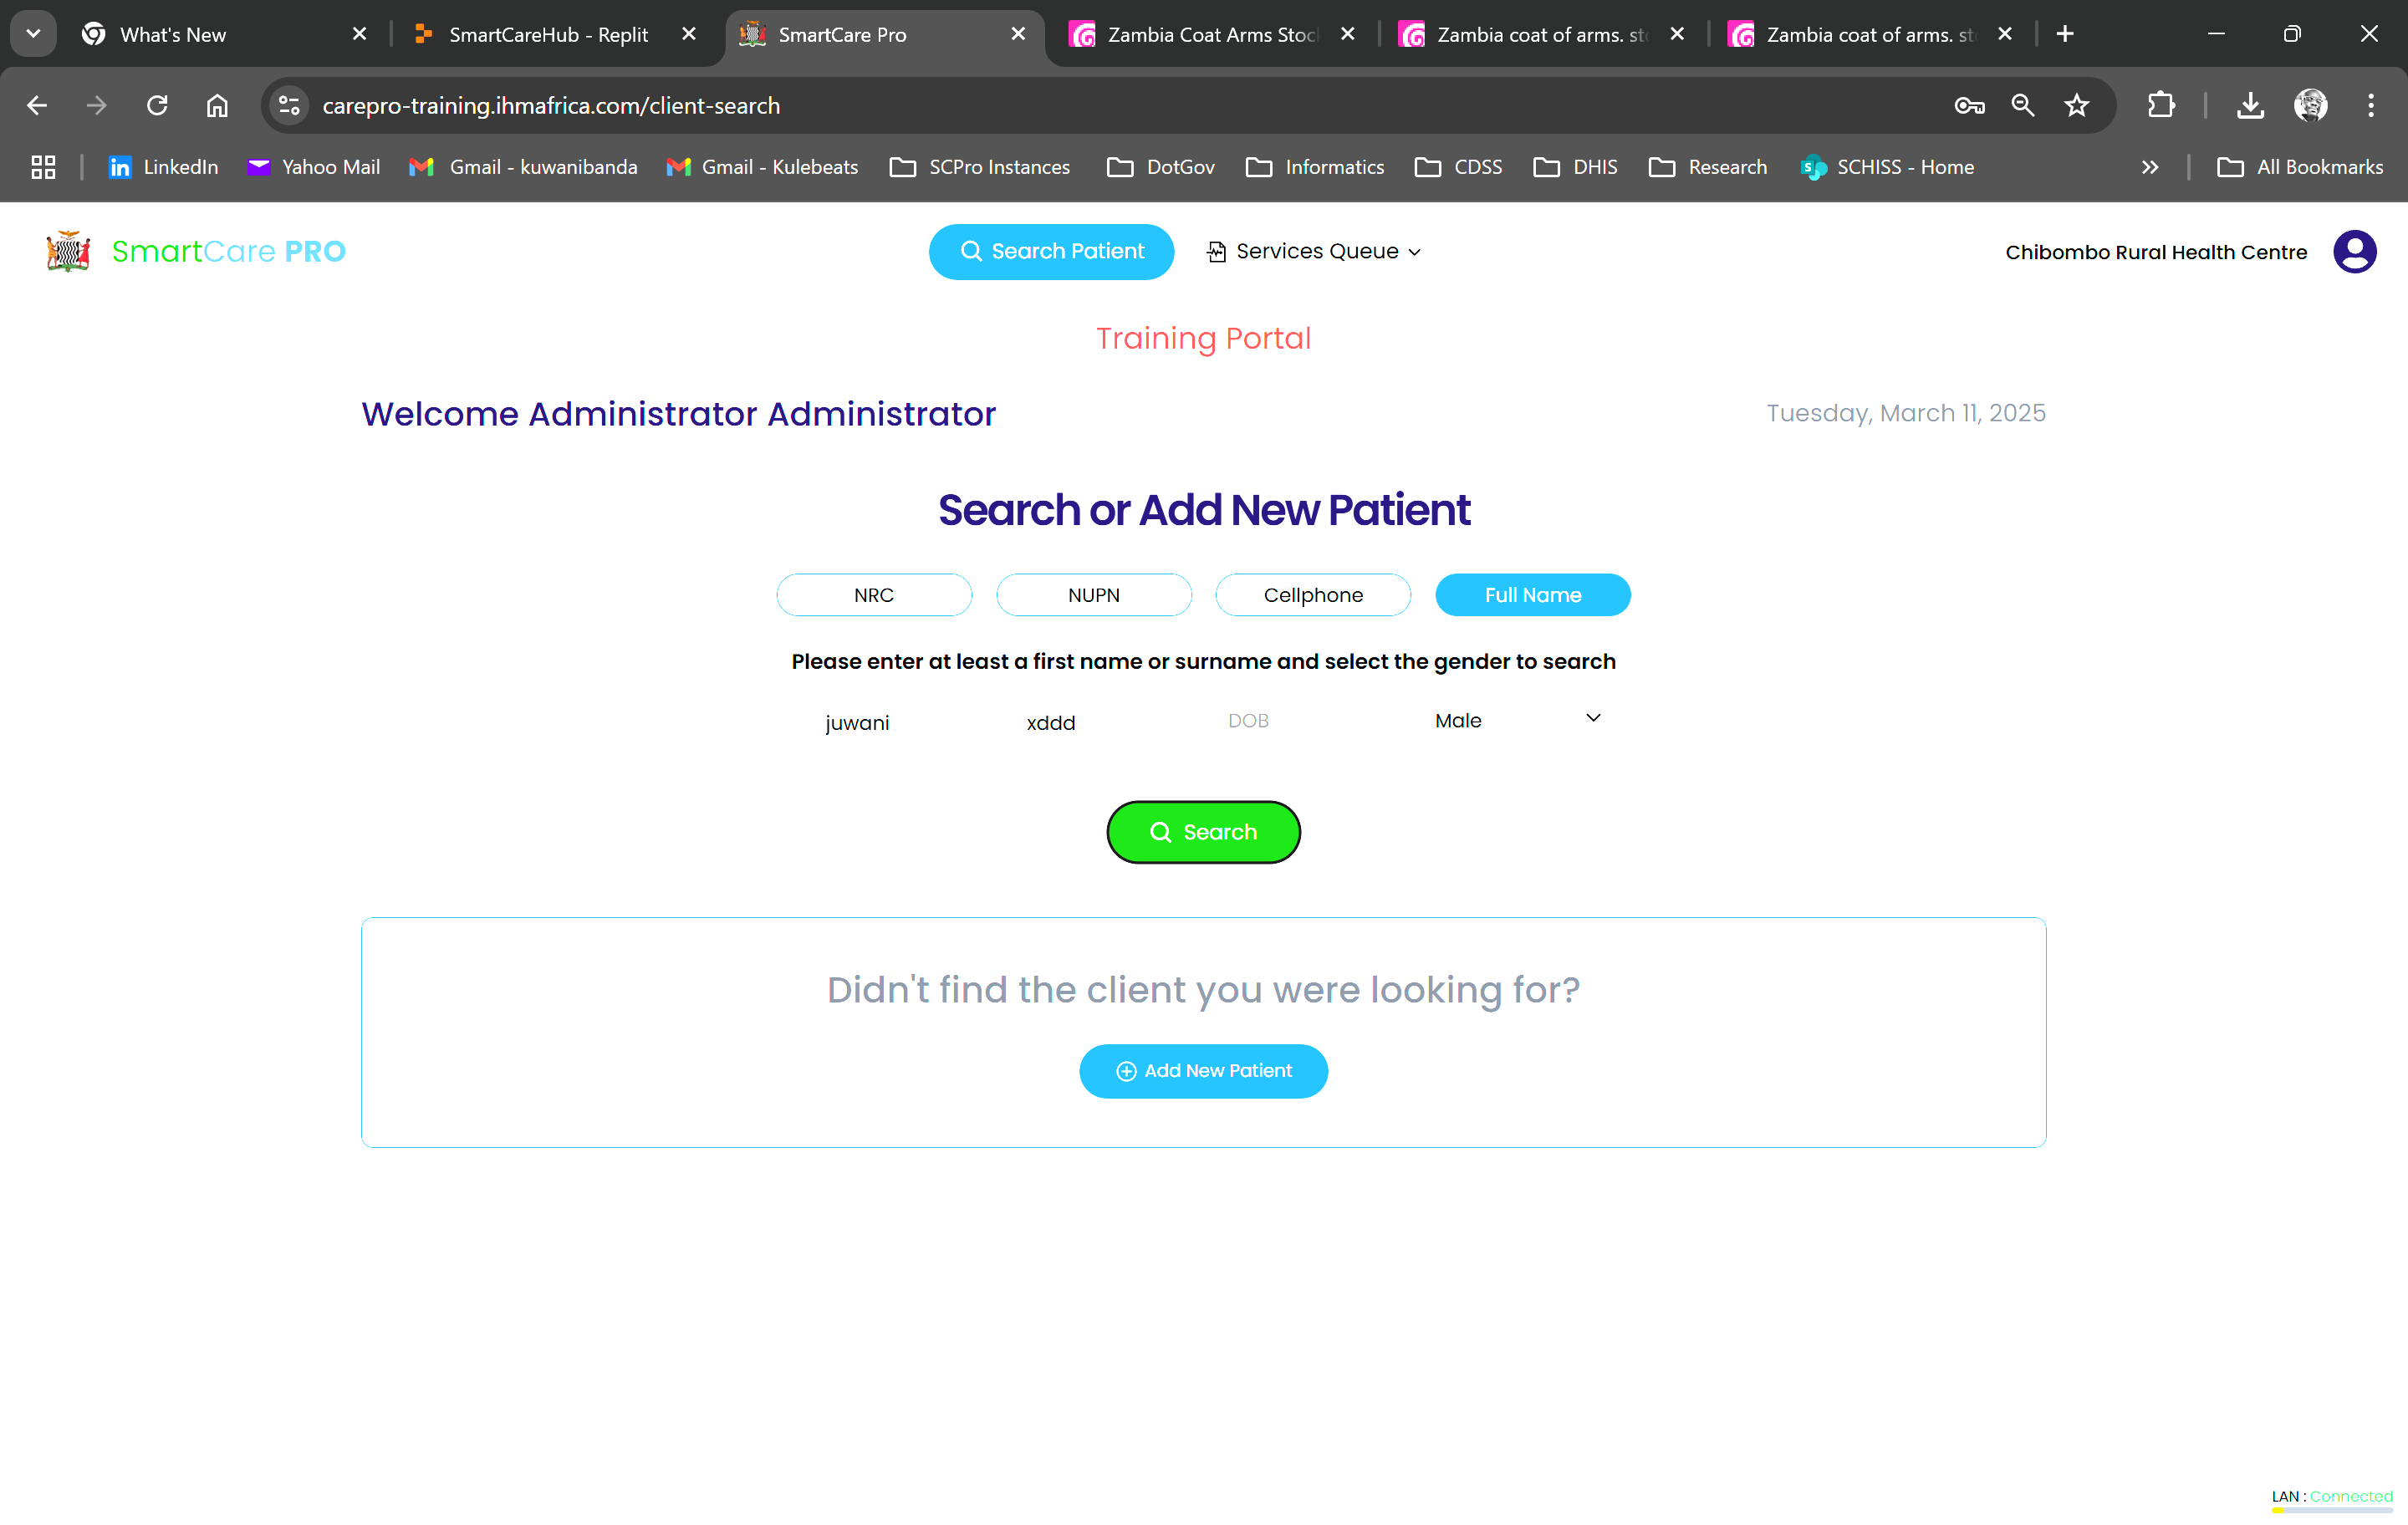 What's New
SmartCareHub - Replit
SmartCare Pro
Zambia Coat Arms Stoc
Zambia coat of arms. st
Zambia coat of arms. st
carepro-training.ihmafrica.com/client-search
LinkedIn
Yahoo Mail
Gmail - kuwanibanda
Gmail - Kulebeats
SCPro Instances
DotGov
Informatics
CDSS
DHIS
Research
SCHISS - Home
All Bookmarks
SmartCare PRO
Search Patient
Services Queue
Chibombo Rural Health Centre
Training Portal
Welcome Administrator Administrator
Tuesday, March 11, 2025
Search or Add New Patient
NRC
NUPN
Cellphone
Full Name
Please enter at least a first name or surname and select the gender to search
juwani
xddd
DOB
Male
Search
Didn't find the client you were looking for?
Add New Patient
LAN : Connected